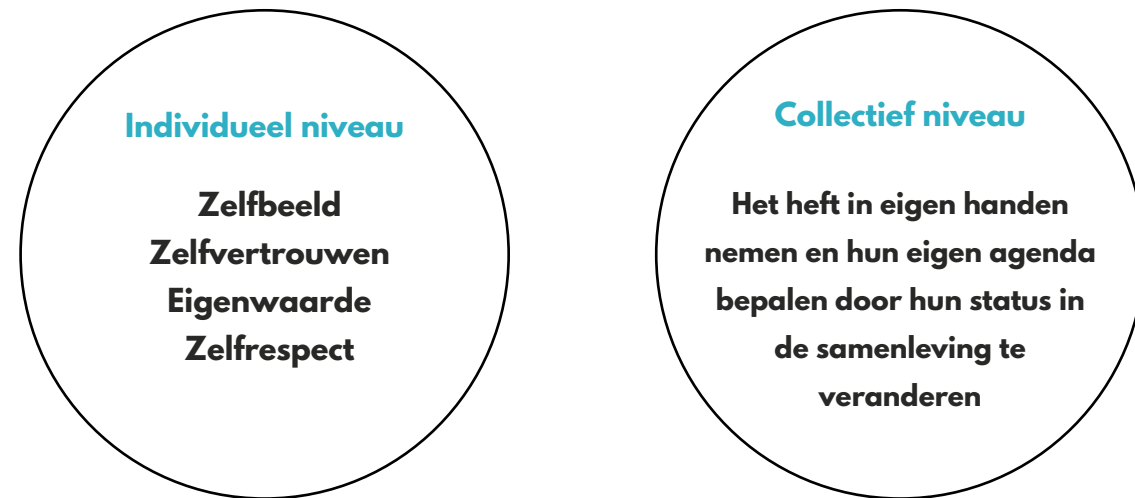 Individueel niveau
Zelfbeeld
Zelfvertrouwen
Eigenwaarde
Zelfrespect
Collectief niveau
Het heft in eigen handen
nemen en hun eigen agenda
bepalen door hun status in
de samenleving te
veranderen